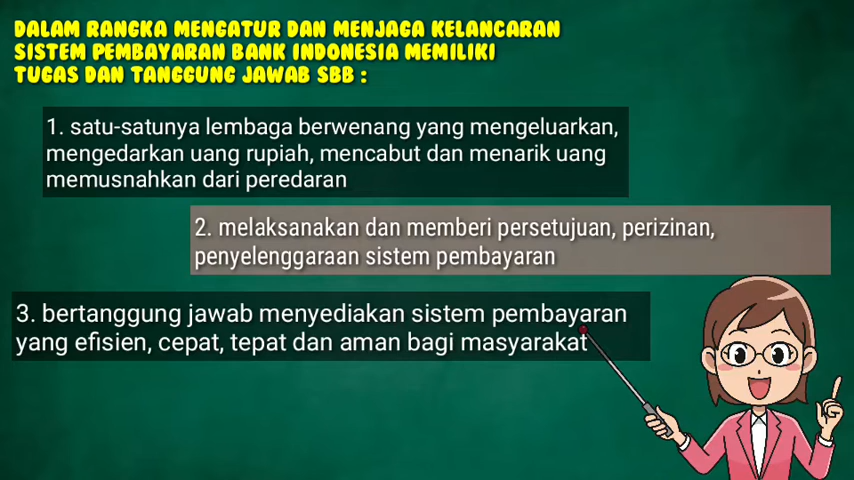 DALAM RANGKA MENGATUR DAN MENJAGA KELANCARAN
SISTEM PEMBAYARAN BANK INDONESIA MEMILIKI
TUGAS DAN TANGGUNG JAWAB SBB :
1. satu-satunya lembaga berwenang yang mengeluarkan,
mengedarkan uang rupiah, mencabut dan menarik uang
memusnahkan dari peredaran
2. melaksanakan dan memberi persetujuan, perizinan,
penyelenggaraan sistem pembayaran
3. bertanggung jawab menyediakan sistem pembayaran
yang efisien, cepat, tepat dan aman bagi masyarakat